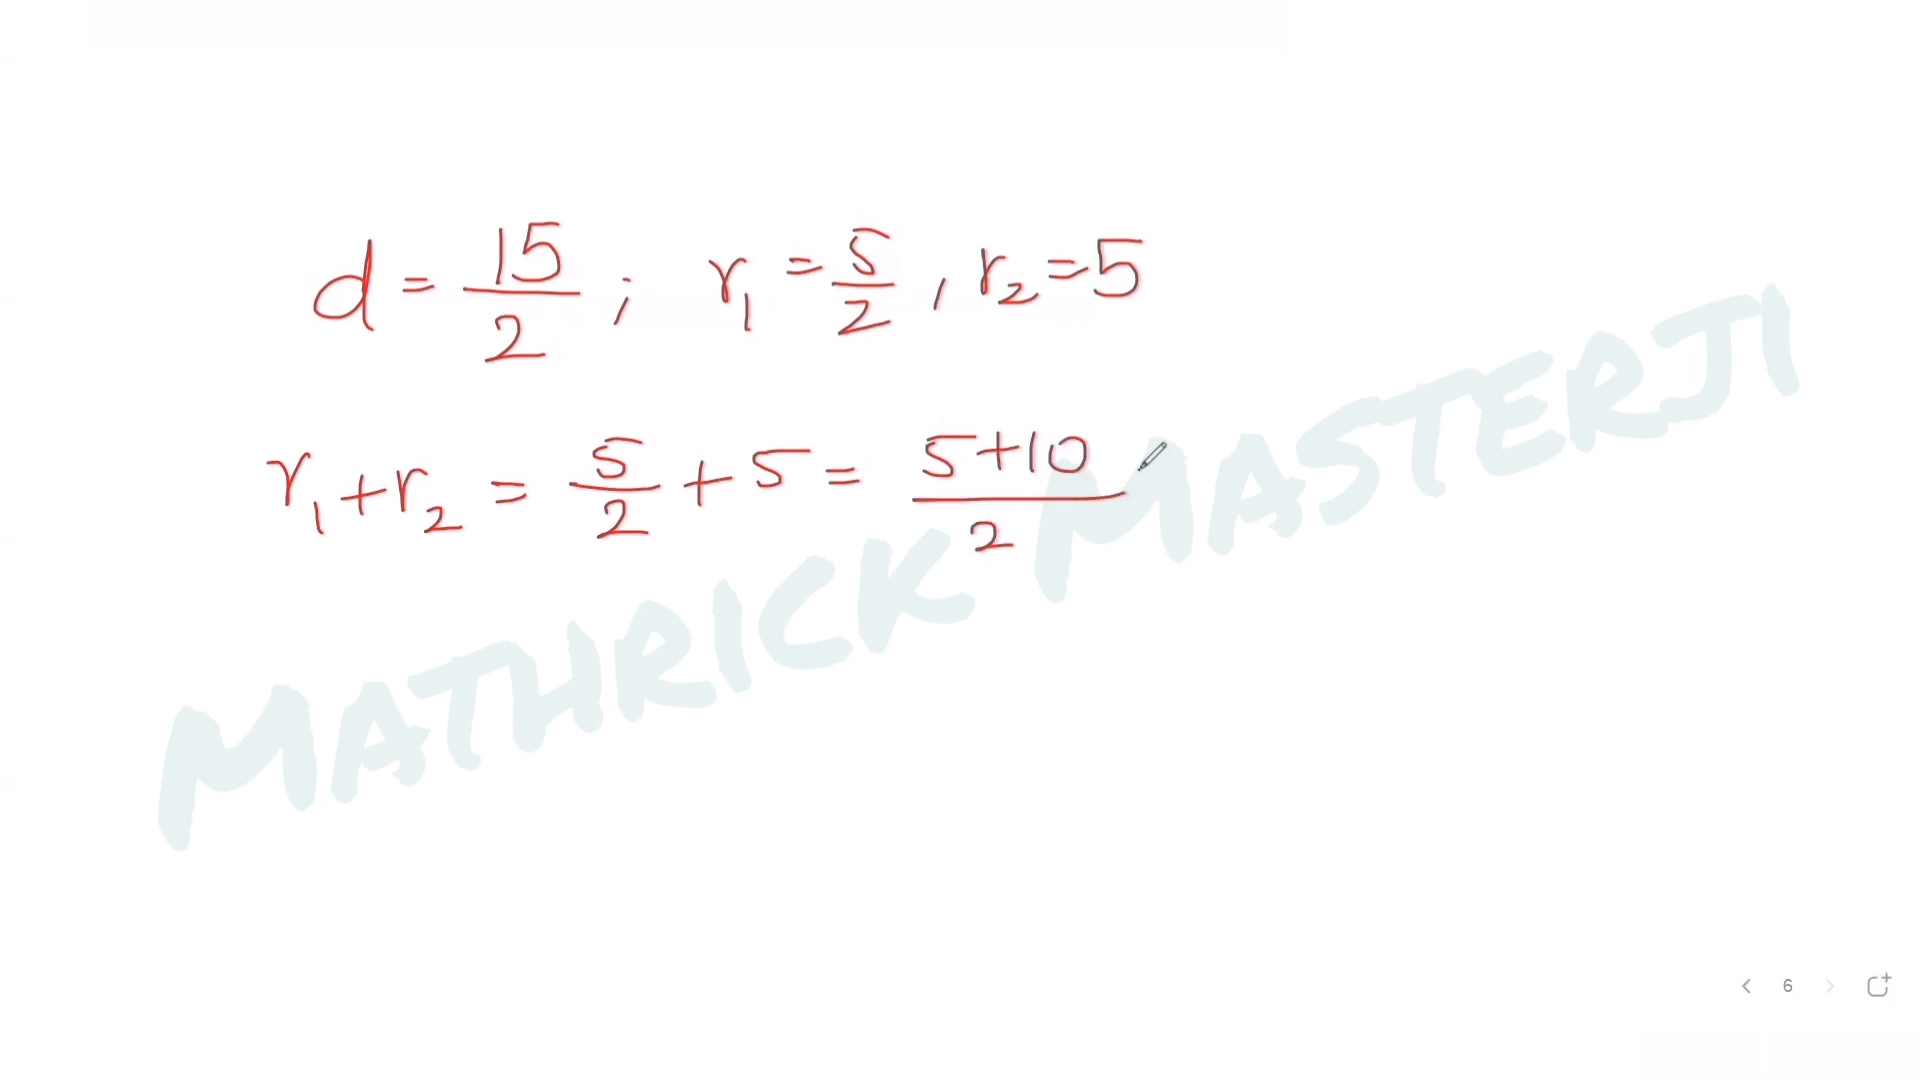 d = 15/2 ; r₁ = 5/2 , r₂ = 5
r₁ + r₂ = 5/2 + 5 = (5+10)/2
MATHRICK MASTERJI
< 6 >